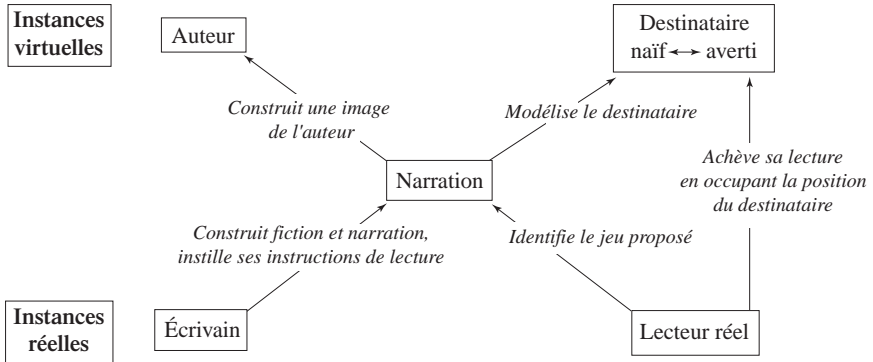 Instances
virtuelles
Auteur
Destinataire
naïf ↔ averti
Construit une image
de l'auteur
Modélise le destinataire
Achève sa lecture
en occupant la position
du destinataire
Narration
Construit fiction et narration,
instille ses instructions de lecture
Identifie le jeu proposé
Instances
réelles
Écrivain
Lecteur réel